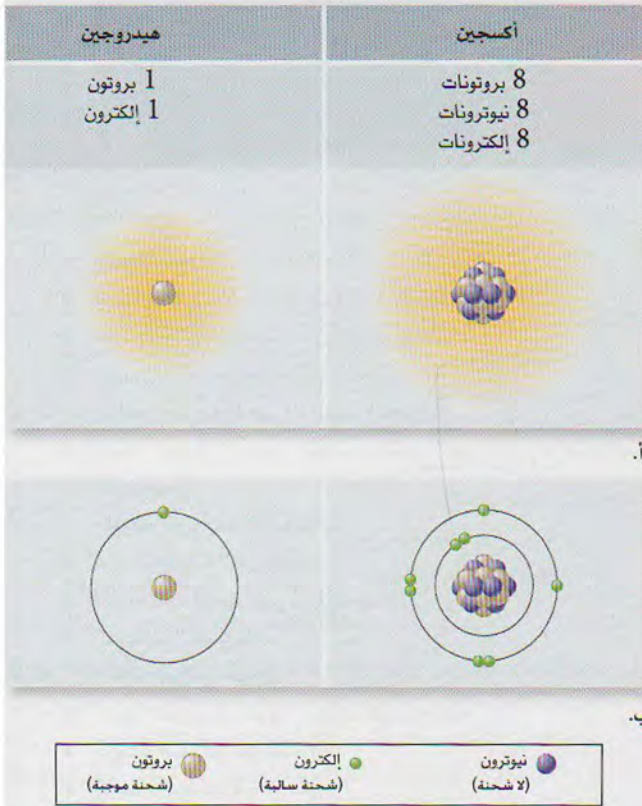 أكسجين
هيدروجين
8 بروتونات
8 نيوترونات
8 إلكترونات
1 بروتون
1 إلكترون
أ.
ب.
نيوترون
(لا شحنة)
إلكترون
(شحنة سالبة)
بروتون
(شحنة موجبة)